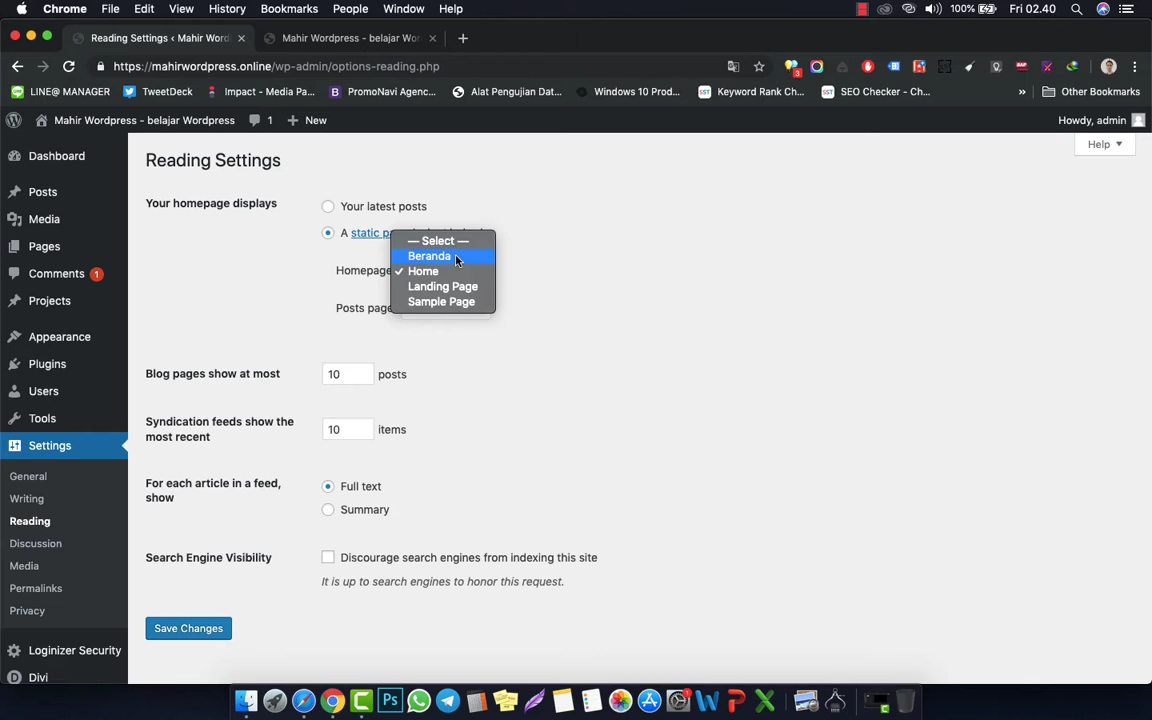 Chrome File Edit View History Bookmarks People Window Help 100% Fri 02.40
Reading Settings ‹ Mahir Word Mahir Wordpress - belajar Wor
https://mahirwordpress.online/wp-admin/options-reading.php
3
LINE@ MANAGER TweetDeck Impact - Media Pa... PromoNavi Agenc... Alat Pengujian Dat... Windows 10 Prod... Keyword Rank Ch... SEO Checker - Ch... » Other Bookmarks
Mahir Wordpress - belajar Wordpress 1 New Howdy, admin
Help
Dashboard
Posts
Media
Pages
Comments 1
Projects
Appearance
Plugins
Users
Tools
Settings
General
Writing
Reading
Discussion
Media
Permalinks
Privacy
Loginizer Security
Divi
Reading Settings
Your homepage displays
Your latest posts
A static
— Select —
Beranda
Homepage
✓ Home
Landing Page
Posts page
Sample Page
Blog pages show at most 10 posts
Syndication feeds show the
most recent
10 items
For each article in a feed,
show
Full text
Summary
Search Engine Visibility Discourage search engines from indexing this site
It is up to search engines to honor this request.
Save Changes